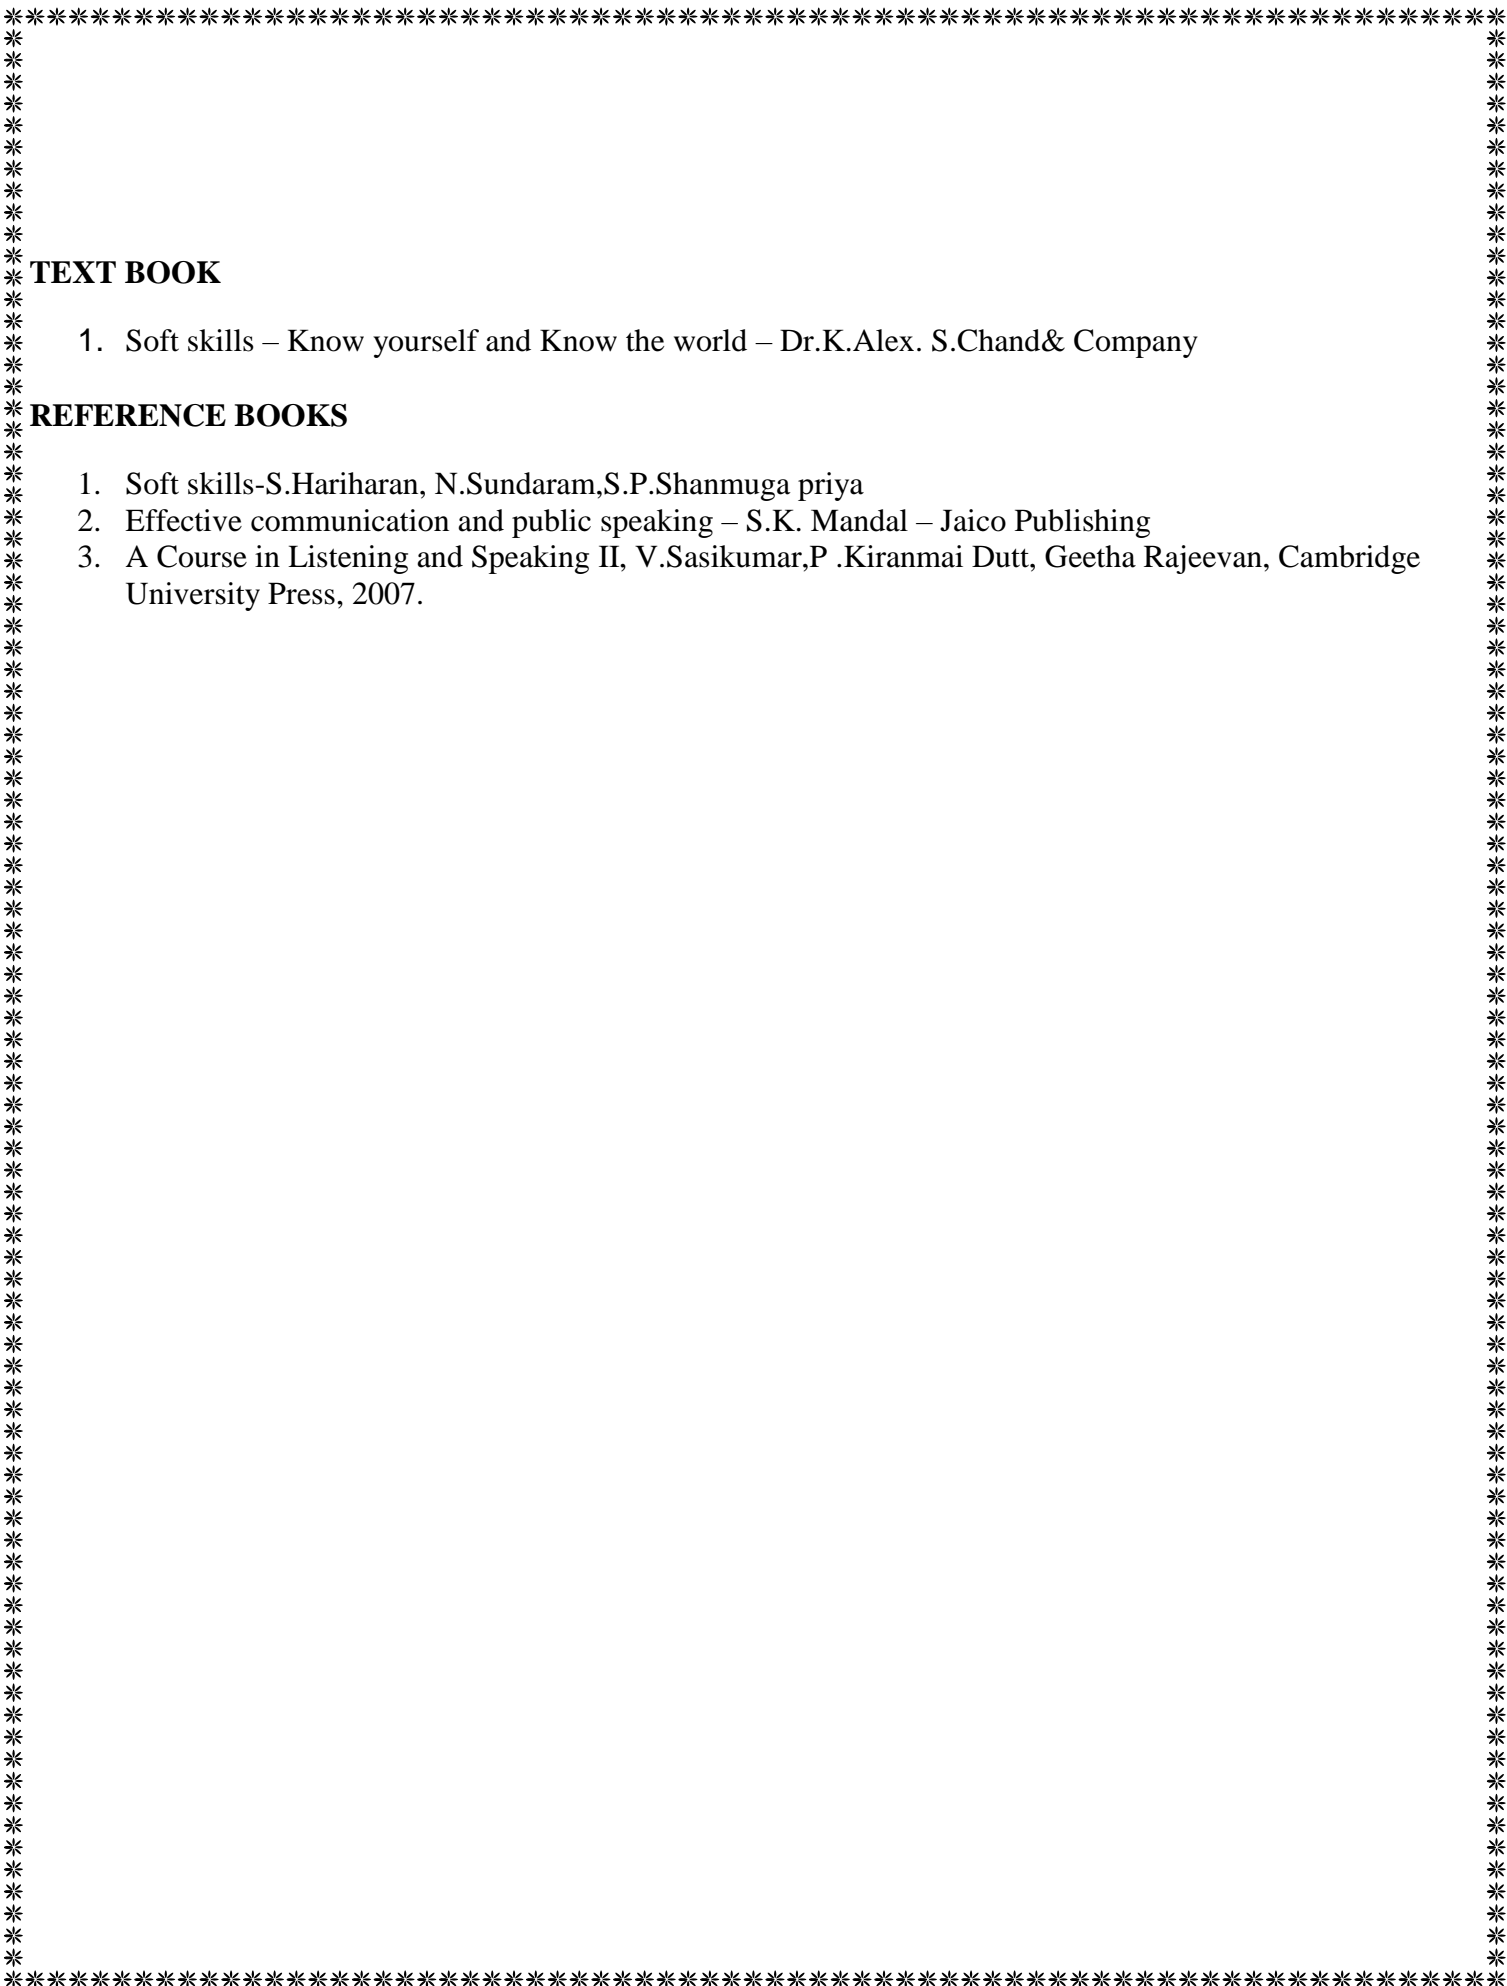 TEXT BOOK
1. Soft skills – Know yourself and Know the world – Dr.K.Alex. S.Chand& Company
REFERENCE BOOKS
1. Soft skills-S.Hariharan, N.Sundaram,S.P.Shanmuga priya
2. Effective communication and public speaking – S.K. Mandal – Jaico Publishing
3. A Course in Listening and Speaking II, V.Sasikumar,P .Kiranmai Dutt, Geetha Rajeevan, Cambridge
University Press, 2007.